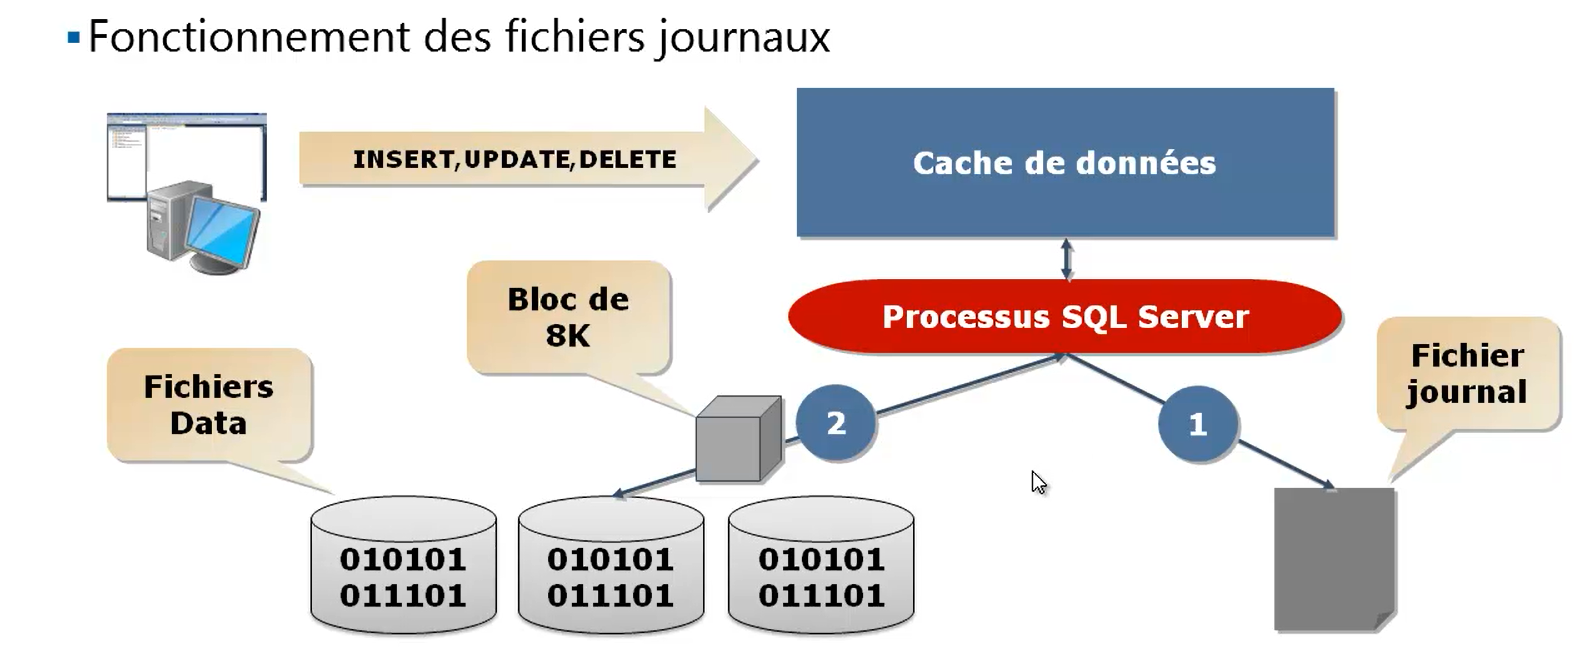 Fonctionnement des fichiers journaux
INSERT,UPDATE,DELETE
Cache de données
Bloc de
8K
Processus SQL Server
Fichier
journal
Fichiers
Data
2
1
010101
011101
010101
011101
010101
011101